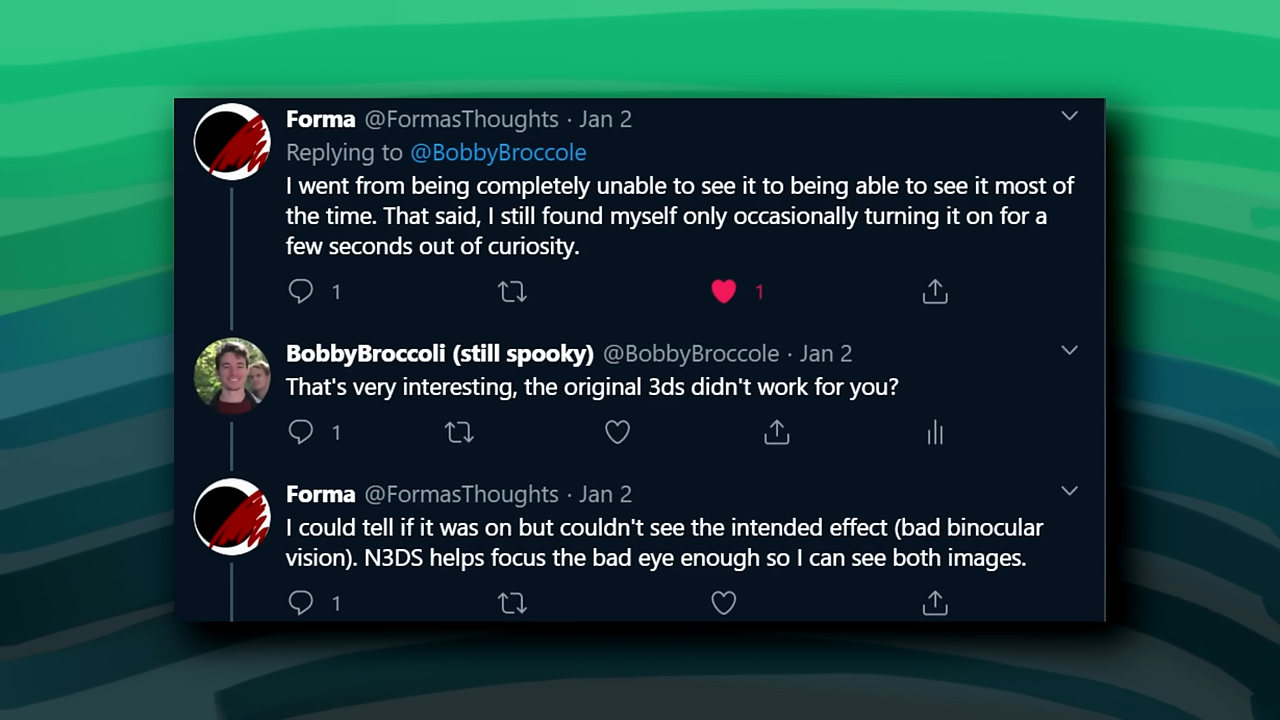 Forma @FormasThoughts · Jan 2
Replying to @BobbyBroccole
I went from being completely unable to see it to being able to see it most of
the time. That said, I still found myself only occasionally turning it on for a
few seconds out of curiosity.
1 1
BobbyBroccoli (still spooky) @BobbyBroccole · Jan 2
That's very interesting, the original 3ds didn't work for you?
1
Forma @FormasThoughts · Jan 2
I could tell if it was on but couldn't see the intended effect (bad binocular
vision). N3DS helps focus the bad eye enough so I can see both images.
1